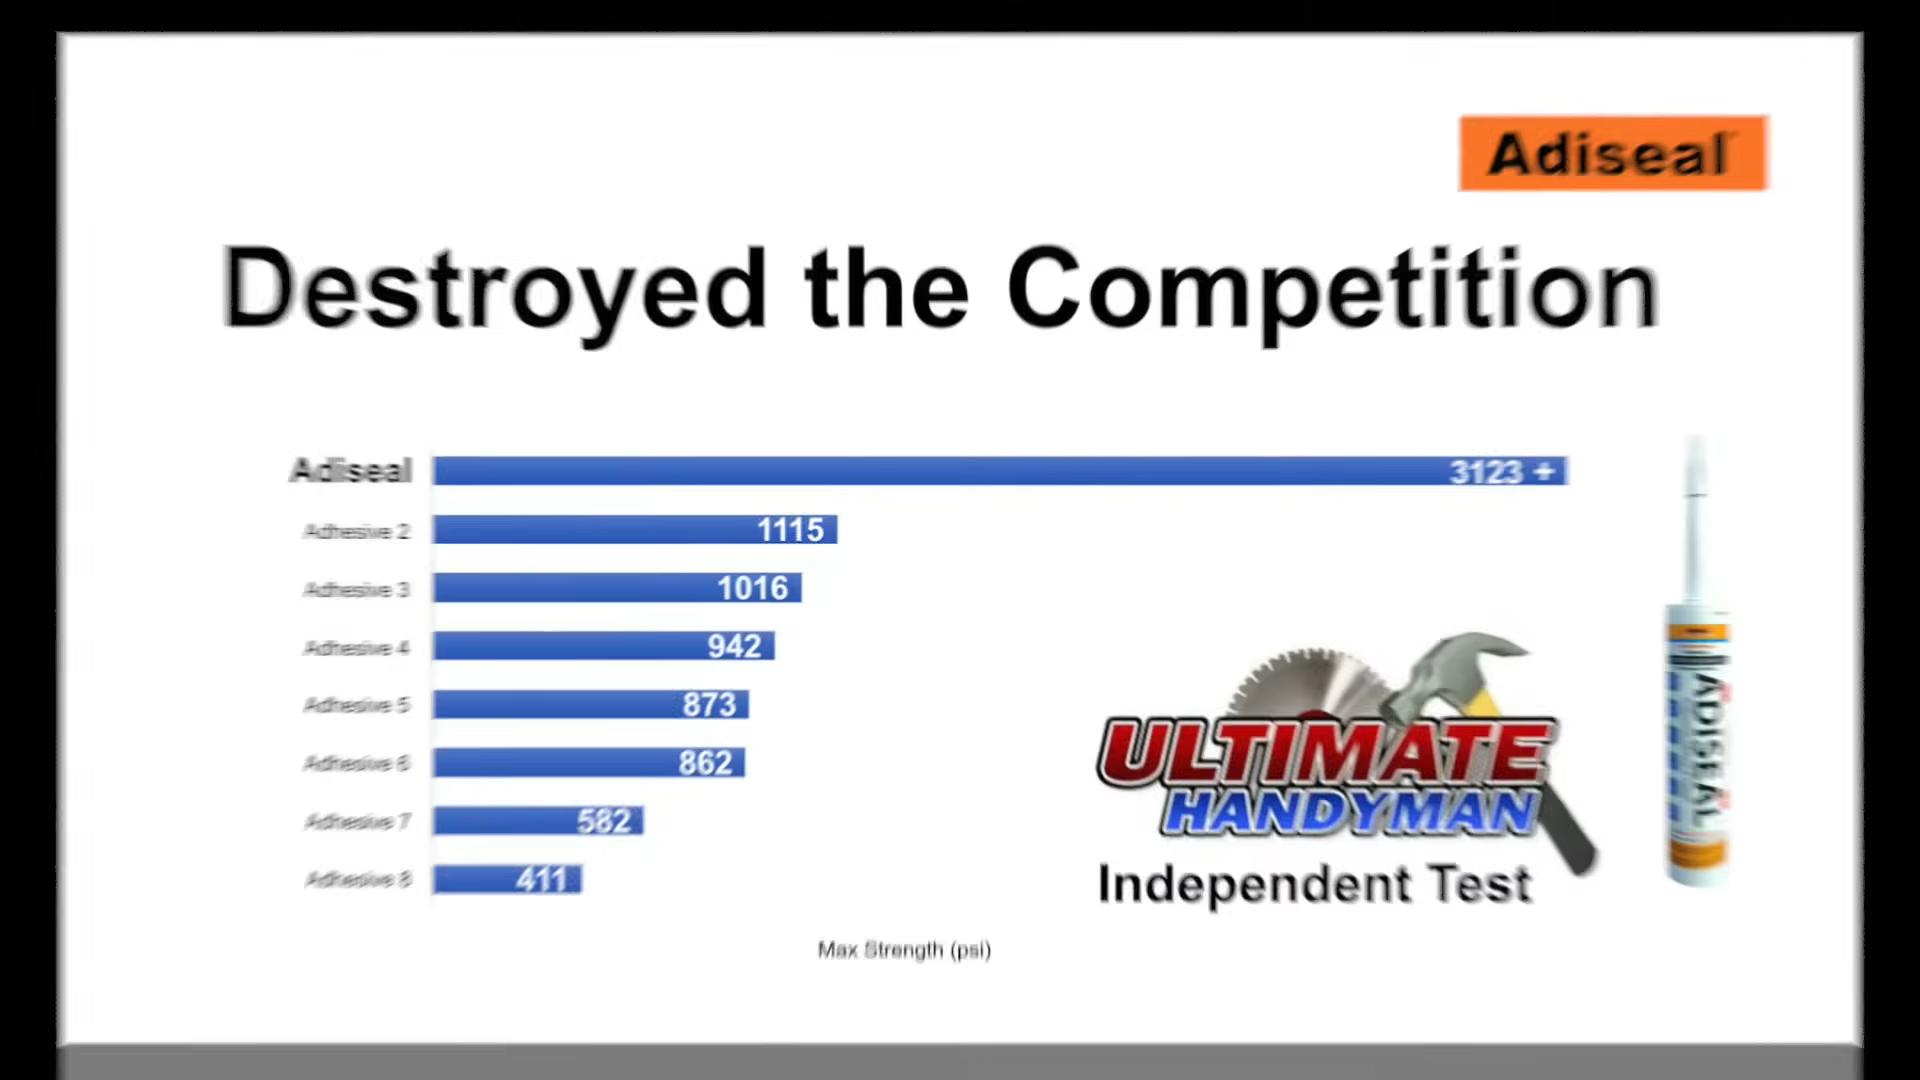 Adiseal
Destroyed the Competition
Adiseal 3123 +
Adhesive 2 1115
Adhesive 3 1016
Adhesive 4 942
Adhesive 5 873
Adhesive 6 862
Adhesive 7 582
Adhesive 8 411
Max Strength (psi)
ULTIMATE
HANDYMAN
Independent Test
ADISEAL